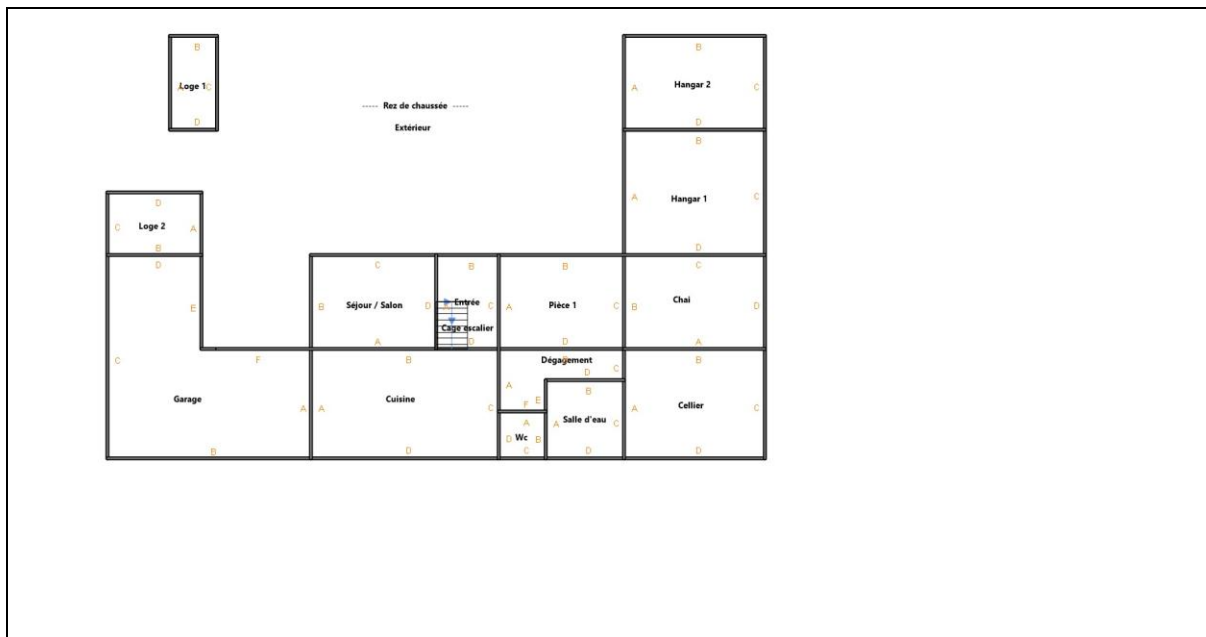 B
Loge 1
A
C
D
----- Rez de chaussée -----
Extérieur
B
Hangar 2
A
C
D
B
Hangar 1
A
C
D
D
Loge 2
C
A
B
D
E
C
F
Garage
A
B
C
Séjour / Salon
B
D
A
B
Entrée
C
Cage escalier
D
B
Pièce 1
A
C
D
C
Chai
B
D
A
B
Cuisine
A
C
D
Dégagement
D
C
A
E
F
A
Wc
D
B
C
B
Salle d'eau
A
C
D
B
Cellier
A
C
D